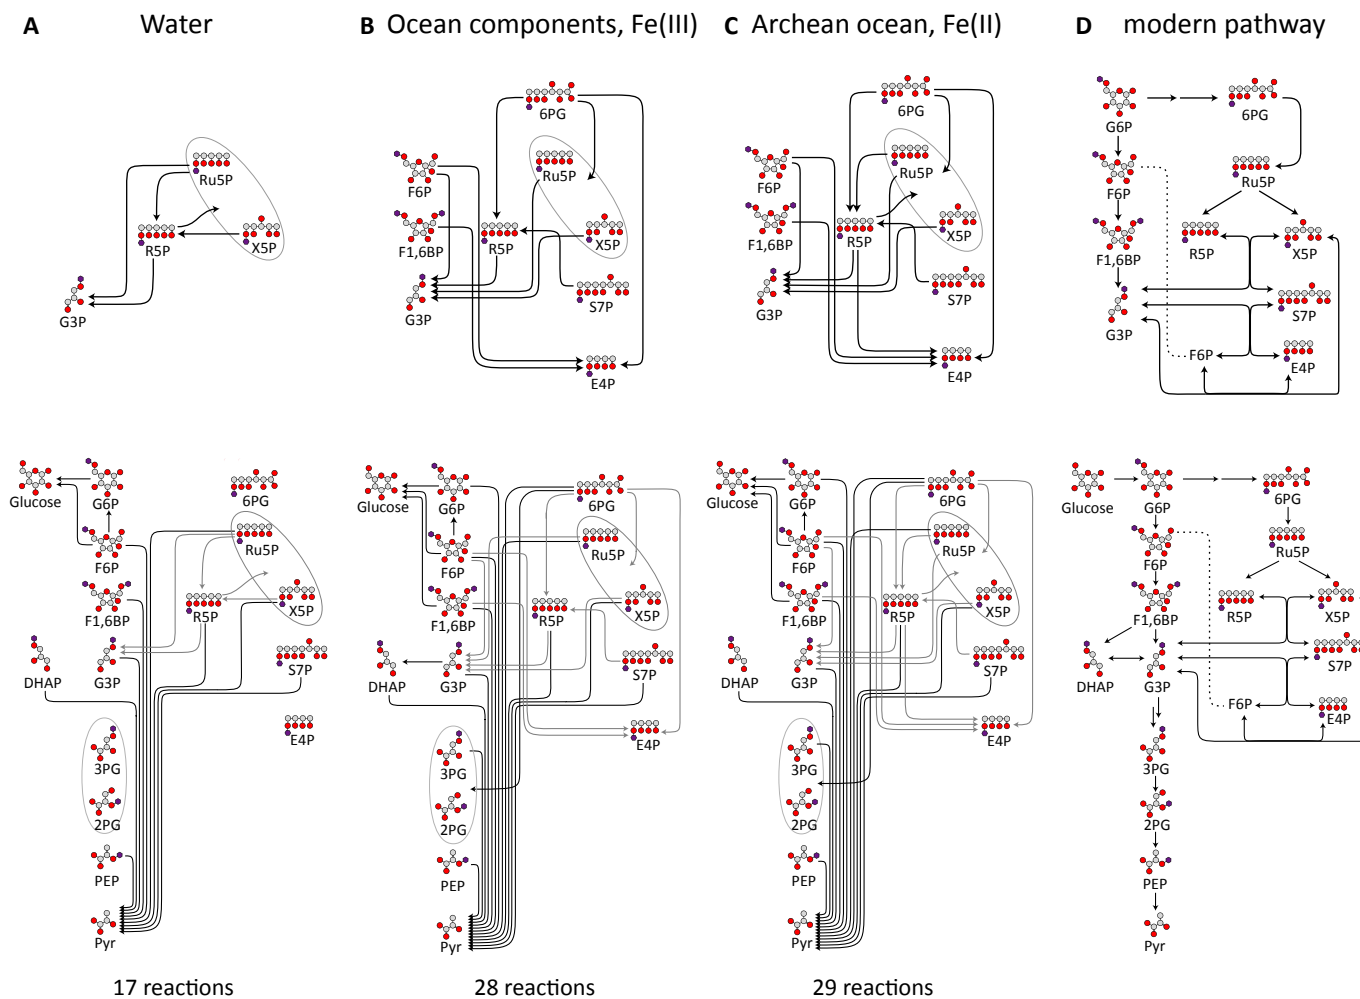 A Water
B Ocean components, Fe(III)
C Archean ocean, Fe(II)
D modern pathway
Ru5P
R5P
X5P
G3P
6PG
F6P
Ru5P
F1,6BP
R5P
X5P
G3P
S7P
E4P
6PG
F6P
Ru5P
F1,6BP
R5P
X5P
G3P
S7P
E4P
G6P
6PG
F6P
Ru5P
F1,6BP
R5P
X5P
G3P
S7P
F6P
E4P
Glucose
G6P
6PG
F6P
Ru5P
F1,6BP
R5P
X5P
DHAP
G3P
S7P
E4P
3PG
2PG
PEP
Pyr
17 reactions
Glucose
G6P
6PG
F6P
Ru5P
F1,6BP
R5P
X5P
DHAP
G3P
S7P
E4P
3PG
2PG
PEP
Pyr
28 reactions
Glucose
G6P
6PG
F6P
Ru5P
F1,6BP
R5P
X5P
DHAP
G3P
S7P
E4P
3PG
2PG
PEP
Pyr
29 reactions
Glucose
G6P
6PG
F6P
Ru5P
F1,6BP
R5P
X5P
DHAP
G3P
S7P
F6P
E4P
3PG
2PG
PEP
Pyr